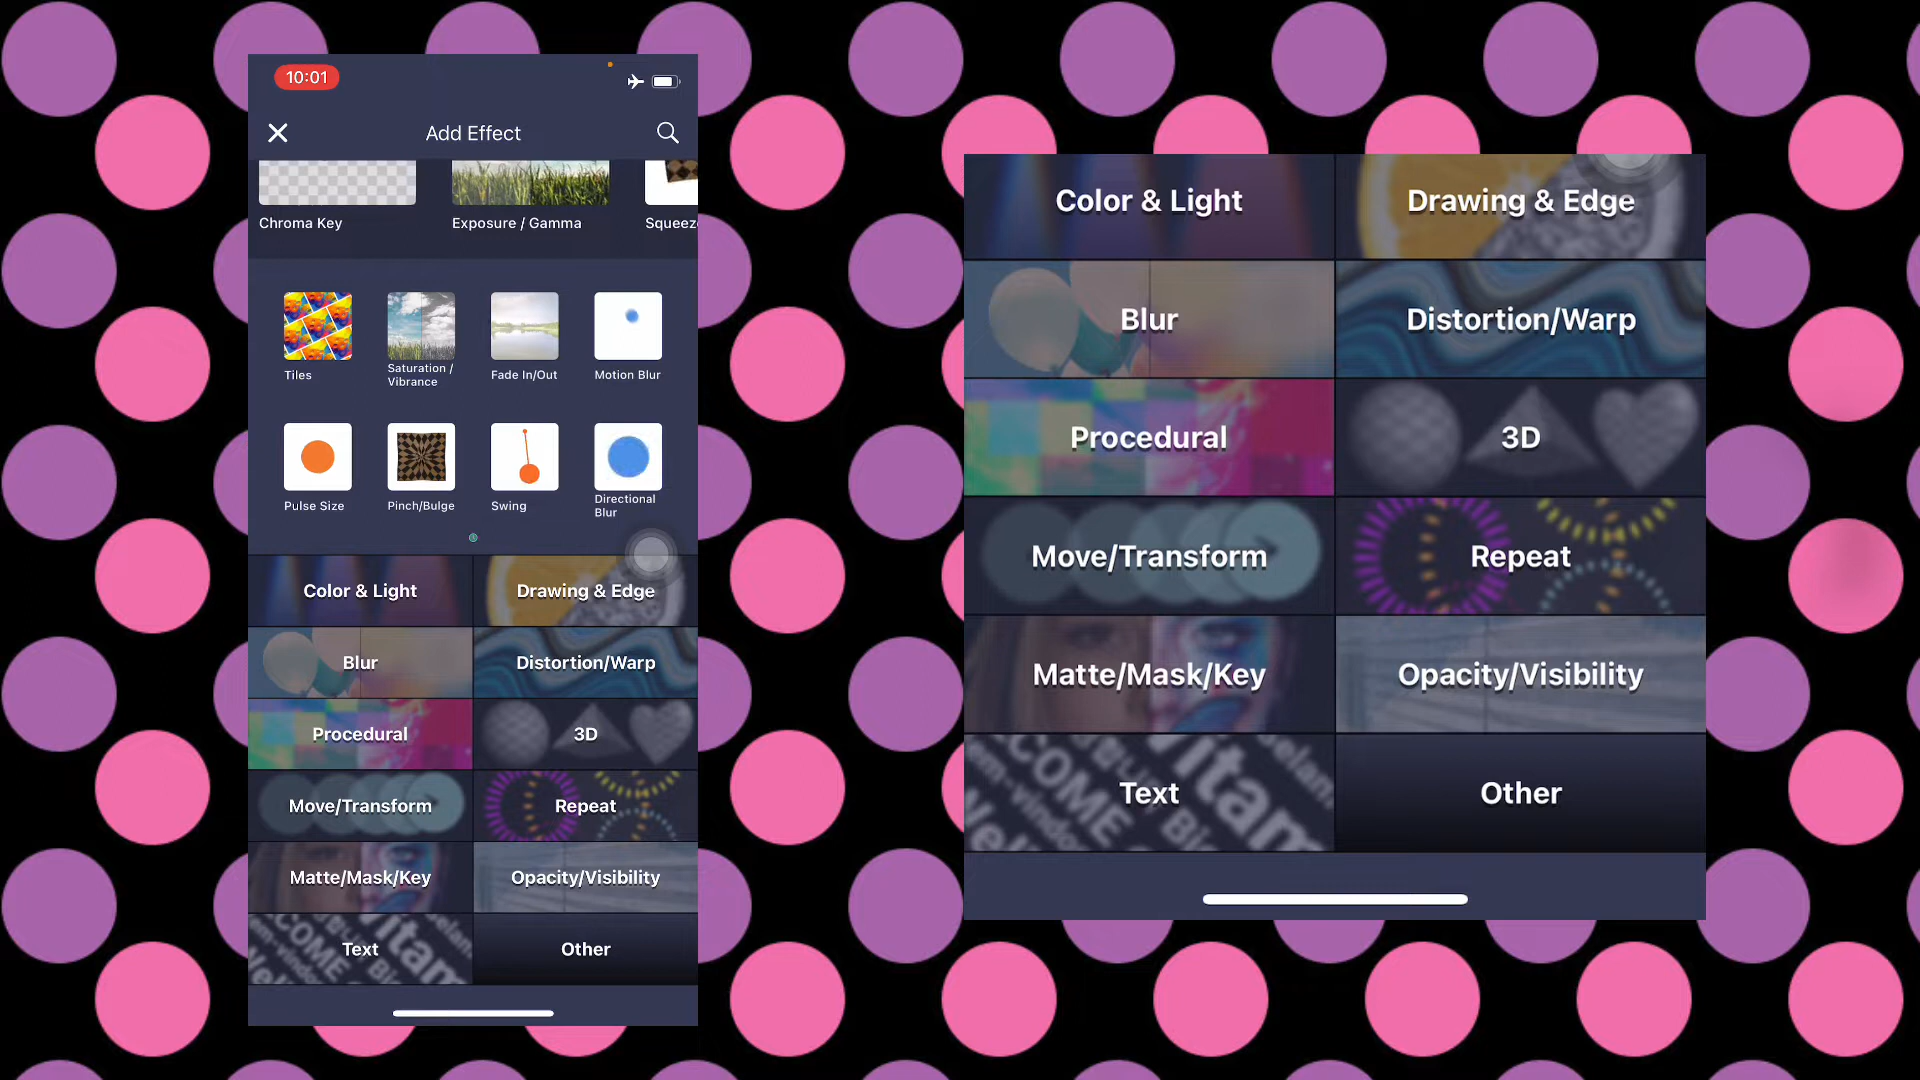 10:01
Add Effect
Chroma Key
Exposure / Gamma
Squeez
Tiles
Saturation /
Vibrance
Fade In/Out
Motion Blur
Pulse Size
Pinch/Bulge
Swing
Directional
Blur
Color & Light
Drawing & Edge
Blur
Distortion/Warp
Procedural
3D
Move/Transform
Repeat
Matte/Mask/Key
Opacity/Visibility
Text
Other
Color & Light
Drawing & Edge
Blur
Distortion/Warp
Procedural
3D
Move/Transform
Repeat
Matte/Mask/Key
Opacity/Visibility
Text
Other